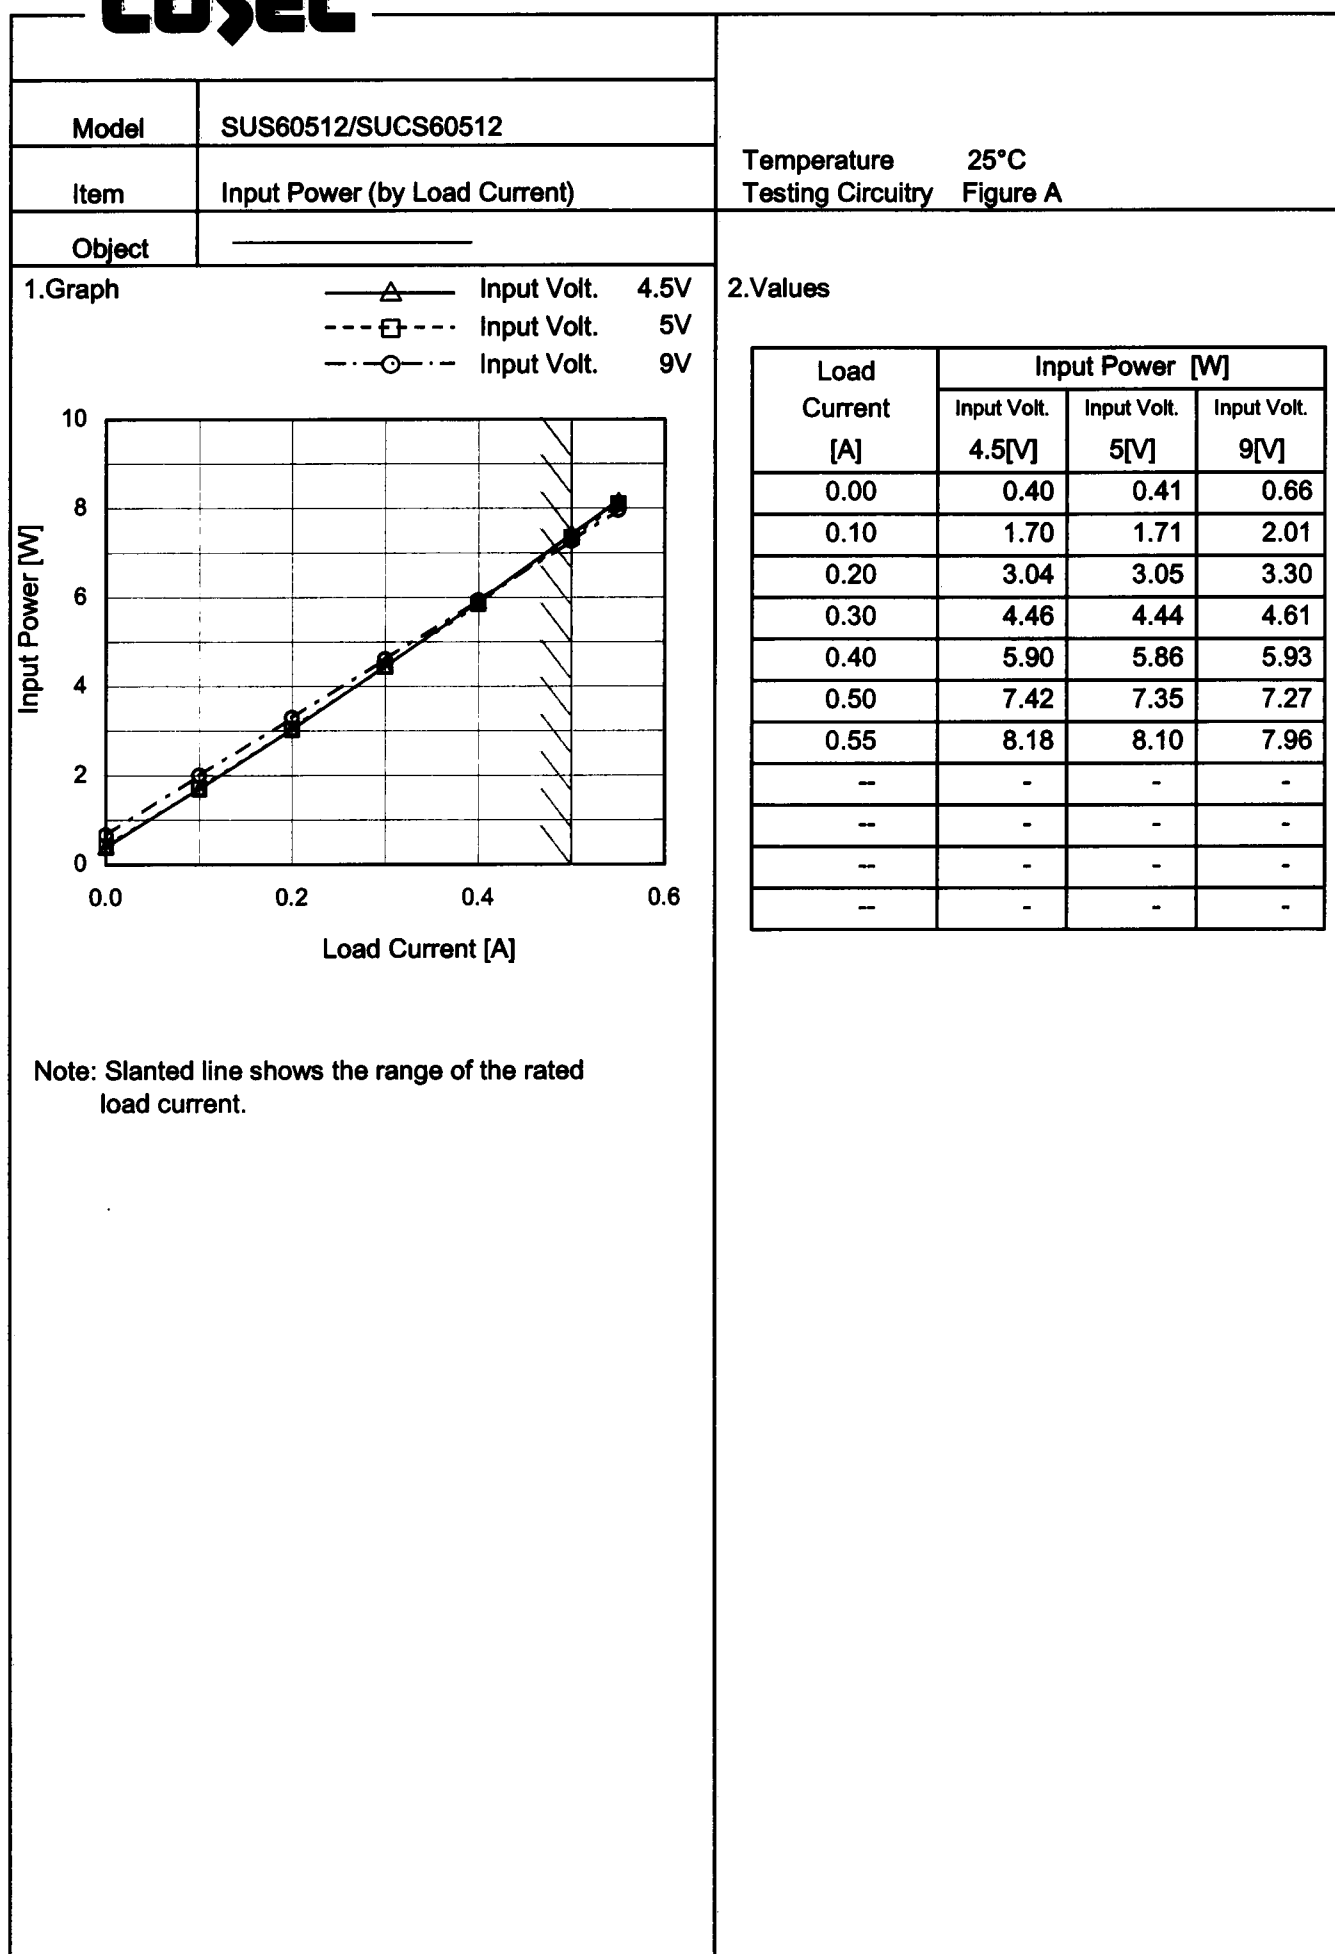 COSEL
Model SUS60512/SUCS60512
Item Input Power (by Load Current)
Object
Temperature 25°C
Testing Circuitry Figure A
1.Graph
Input Volt. 4.5V
Input Volt. 5V
Input Volt. 9V
10
8
6
4
2
0
Input Power [W]
0.0 0.2 0.4 0.6
Load Current [A]
Note: Slanted line shows the range of the rated
load current.
2.Values
Load Input Power [W]
Current Input Volt. Input Volt. Input Volt.
[A] 4.5[V] 5[V] 9[V]
0.00 0.40 0.41 0.66
0.10 1.70 1.71 2.01
0.20 3.04 3.05 3.30
0.30 4.46 4.44 4.61
0.40 5.90 5.86 5.93
0.50 7.42 7.35 7.27
0.55 8.18 8.10 7.96
-- - - -
-- - - -
-- - - -
-- - - -